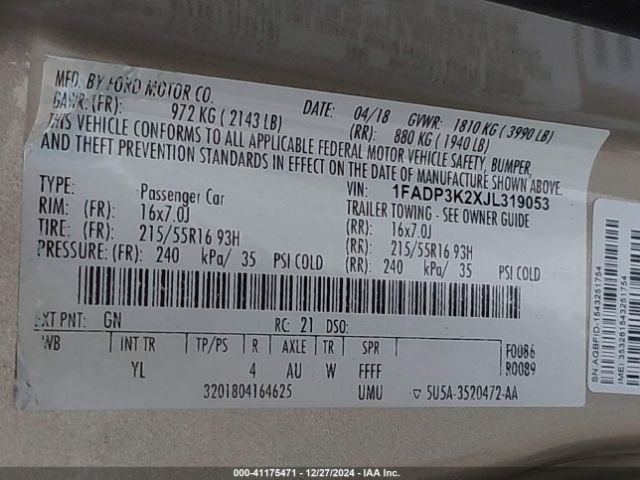 MFD. BY FORD MOTOR CO.
DATE: 04/18 GVWR: 1810 KG ( 3990 LB)
GAWR: (FR): 972 KG ( 2143 LB) (RR): 880 KG ( 1940 LB)
THIS VEHICLE CONFORMS TO ALL APPLICABLE FEDERAL MOTOR VEHICLE SAFETY, BUMPER,
AND THEFT PREVENTION STANDARDS IN EFFECT ON THE DATE OF MANUFACTURE SHOWN ABOVE.
VIN: 1FADP3K2XJL319053
TYPE: Passenger Car TRAILER TOWING - SEE OWNER GUIDE
RIM: (FR) 16x7.0J (RR): 16x7.0J
TIRE: (FR) 215/55R16 93H (RR): 215/55R16 93H
PRESSURE: (FR) 240 kPa/ 35 PSI COLD (RR): 240 kPa/ 35 PSI COLD
EXT PNT: GN RC: 21 DSO:
WB INT TR TP/PS R AXLE TR SPR F0086
YL 4 AU W FFFF R0089
3201804164625 UMU ▽ 5U5A-3520472-AA
SN:AGBFID-1543251754
IMEI:353281543251754
000-41175471 - 12/27/2024 - IAA Inc.